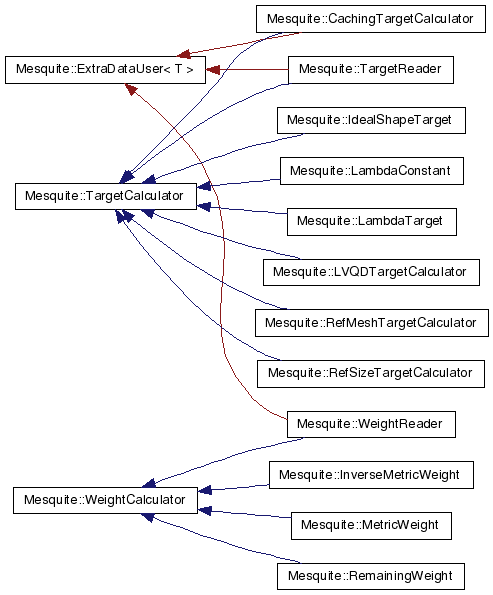 Mesquite::CachingTargetCalculator
Mesquite::ExtraDataUser< T >
Mesquite::TargetReader
Mesquite::IdealShapeTarget
Mesquite::LambdaConstant
Mesquite::TargetCalculator
Mesquite::LambdaTarget
Mesquite::LVQDTargetCalculator
Mesquite::RefMeshTargetCalculator
Mesquite::RefSizeTargetCalculator
Mesquite::WeightReader
Mesquite::InverseMetricWeight
Mesquite::WeightCalculator
Mesquite::MetricWeight
Mesquite::RemainingWeight